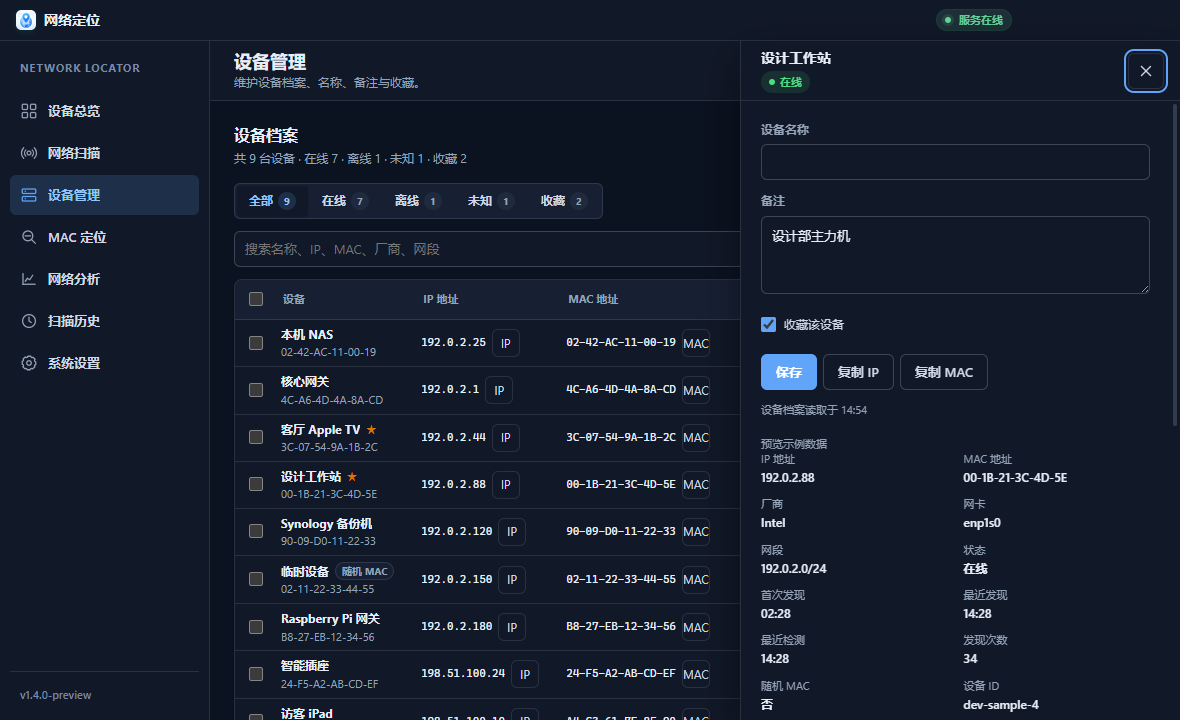 网络定位
服务在线
NETWORK LOCATOR
设备总览
网络扫描
设备管理
MAC 定位
网络分析
扫描历史
系统设置
v1.4.0-preview
设备管理
维护设备档案、名称、备注与收藏。
设备档案
共 9 台设备 · 在线 7 · 离线 1 · 未知 1 · 收藏 2
全部 9 在线 7 离线 1 未知 1 收藏 2
搜索名称、IP、MAC、厂商、网段
设备 IP 地址 MAC 地址
本机 NAS
02-42-AC-11-00-19
192.0.2.25 IP 02-42-AC-11-00-19 MAC
核心网关
4C-A6-4D-4A-8A-CD
192.0.2.1 IP 4C-A6-4D-4A-8A-CD MAC
客厅 Apple TV ★
3C-07-54-9A-1B-2C
192.0.2.44 IP 3C-07-54-9A-1B-2C MAC
设计工作站 ★
00-1B-21-3C-4D-5E
192.0.2.88 IP 00-1B-21-3C-4D-5E MAC
Synology 备份机
90-09-D0-11-22-33
192.0.2.120 IP 90-09-D0-11-22-33 MAC
临时设备 随机 MAC
02-11-22-33-44-55
192.0.2.150 IP 02-11-22-33-44-55 MAC
Raspberry Pi 网关
B8-27-EB-12-34-56
192.0.2.180 IP B8-27-EB-12-34-56 MAC
智能插座
24-F5-A2-AB-CD-EF
198.51.100.24 IP 24-F5-A2-AB-CD-EF MAC
访客 iPad
设计工作站
在线
设备名称
备注
设计部主力机
收藏该设备
保存 复制 IP 复制 MAC
设备档案读取于 14:54
预览示例数据
IP 地址 MAC 地址
192.0.2.88 00-1B-21-3C-4D-5E
厂商 网卡
Intel enp1s0
网段 状态
192.0.2.0/24 在线
首次发现 最近发现
02:28 14:28
最近检测 发现次数
14:28 34
随机 MAC 设备 ID
否 dev-sample-4